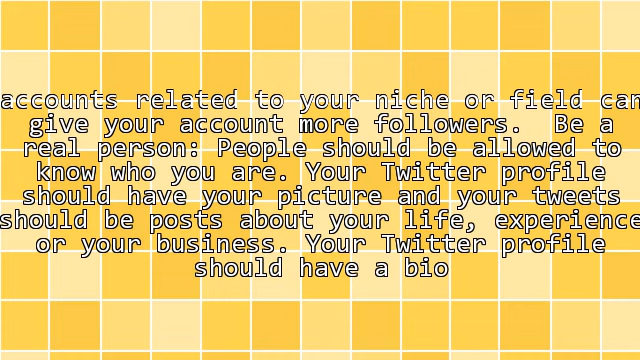 accounts related to your niche or field can
give your account more followers.  Be a
real person: People should be allowed to
know who you are. Your Twitter profile
should have your picture and your tweets
should be posts about your life, experience
or your business. Your Twitter profile
should have a bio